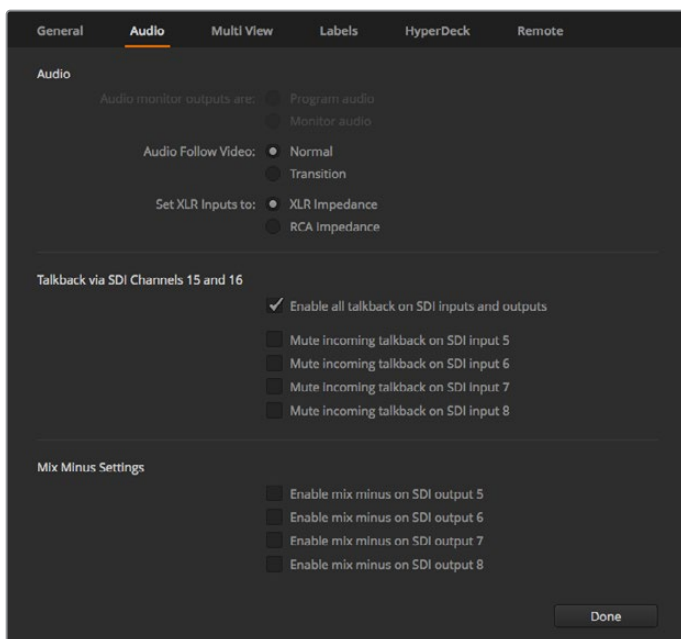 General Audio Multi View Labels HyperDeck Remote
Audio
Audio monitor outputs are: Program audio
Monitor audio
Audio Follow Video: Normal
Transition
Set XLR Inputs to: XLR Impedance
RCA Impedance
Talkback via SDI Channels 15 and 16
Enable all talkback on SDI inputs and outputs
Mute incoming talkback on SDI input 5
Mute incoming talkback on SDI input 6
Mute incoming talkback on SDI input 7
Mute incoming talkback on SDI input 8
Mix Minus Settings
Enable mix minus on SDI output 5
Enable mix minus on SDI output 6
Enable mix minus on SDI output 7
Enable mix minus on SDI output 8
Done